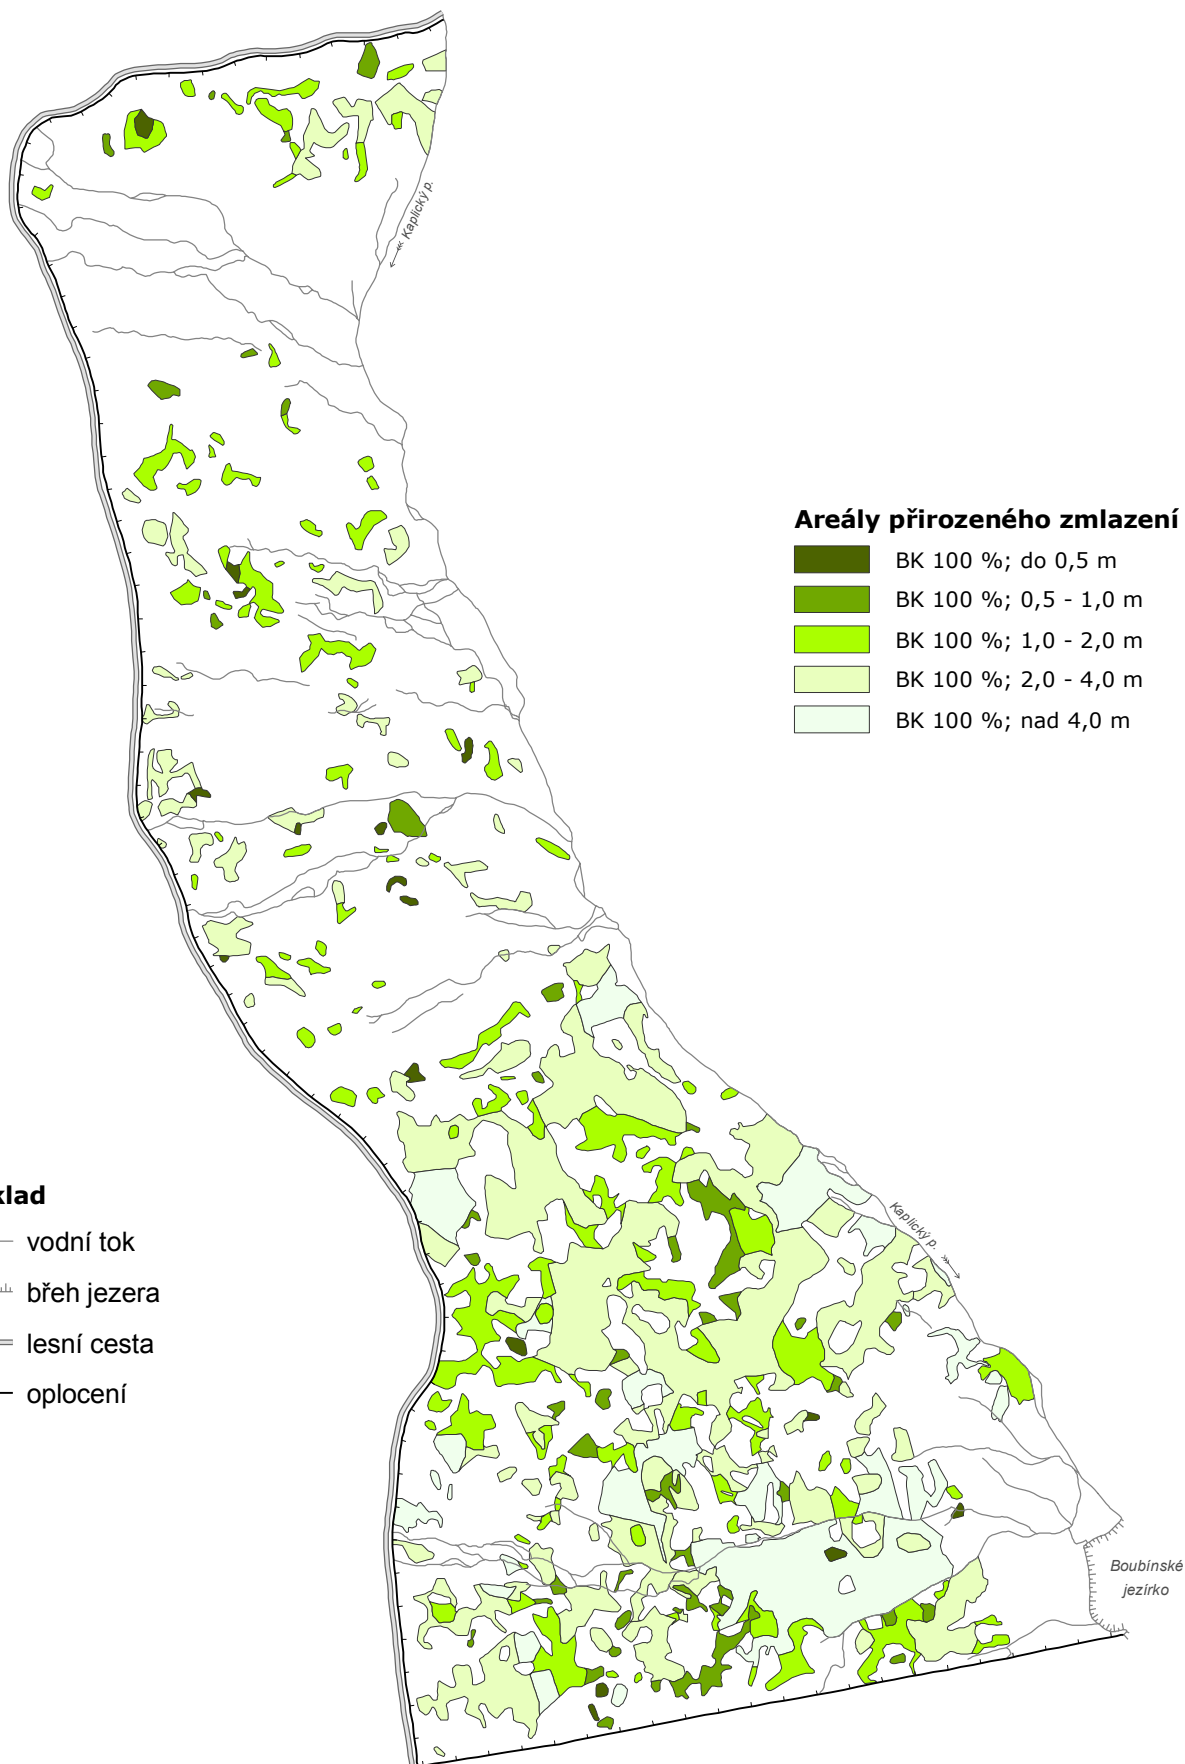 ««« Kaplický p.
Areály přirozeného zmlazení
BK 100 %; do 0,5 m
BK 100 %; 0,5 - 1,0 m
BK 100 %; 1,0 - 2,0 m
BK 100 %; 2,0 - 4,0 m
BK 100 %; nad 4,0 m
klad
vodní tok
břeh jezera
lesní cesta
oplocení
Kaplický p. »»»
Boubínské
jezírko